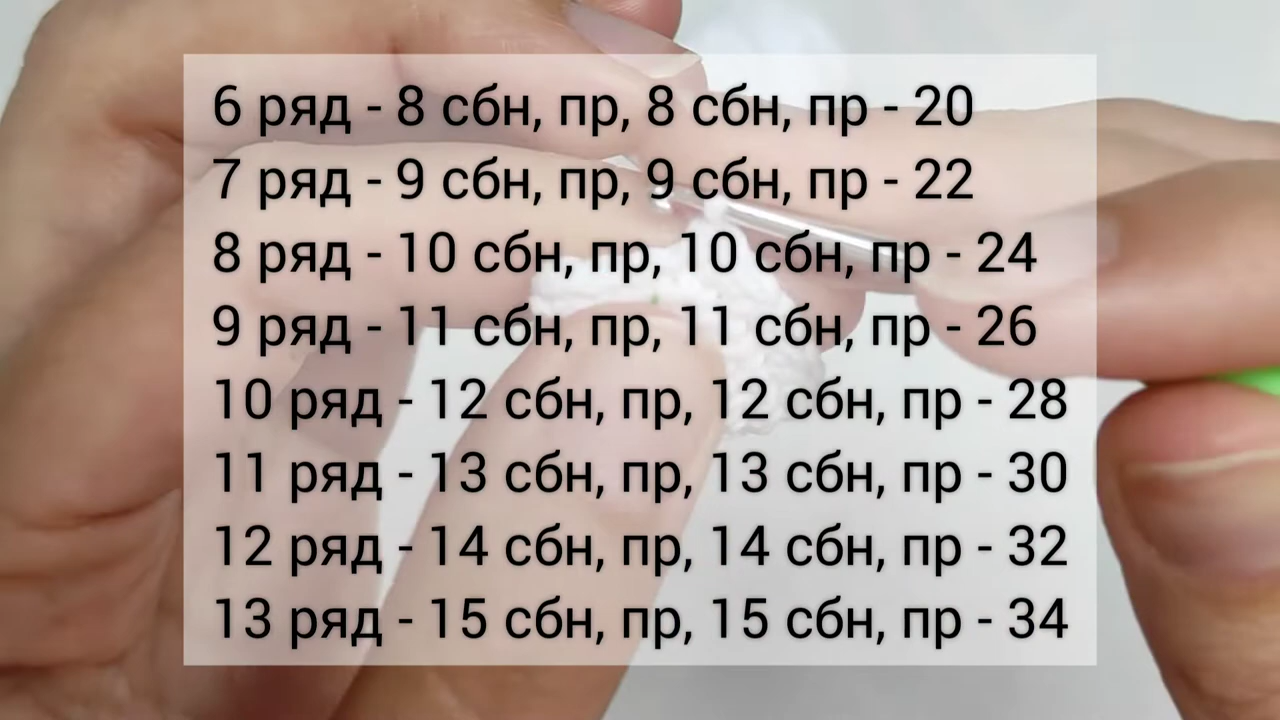 6 ряд - 8 сбн, пр, 8 сбн, пр - 20
7 ряд - 9 сбн, пр, 9 сбн, пр - 22
8 ряд - 10 сбн, пр, 10 сбн, пр - 24
9 ряд - 11 сбн, пр, 11 сбн, пр - 26
10 ряд - 12 сбн, пр, 12 сбн, пр - 28
11 ряд - 13 сбн, пр, 13 сбн, пр - 30
12 ряд - 14 сбн, пр, 14 сбн, пр - 32
13 ряд - 15 сбн, пр, 15 сбн, пр - 34